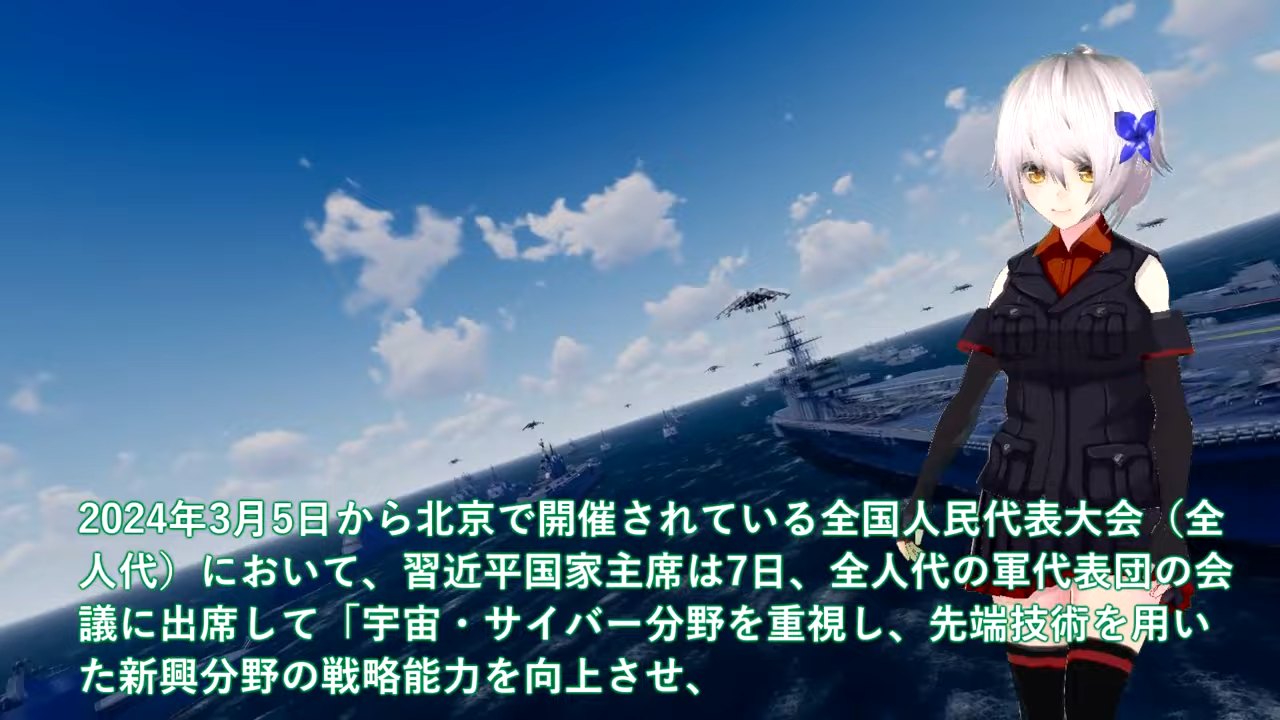 2024年3月5日から北京で開催されている全国人民代表大会（全
人代）において、習近平国家主席は7日、全人代の軍代表団の会
議に出席して「宇宙・サイバー分野を重視し、先端技術を用い
た新興分野の戦略能力を向上させ、